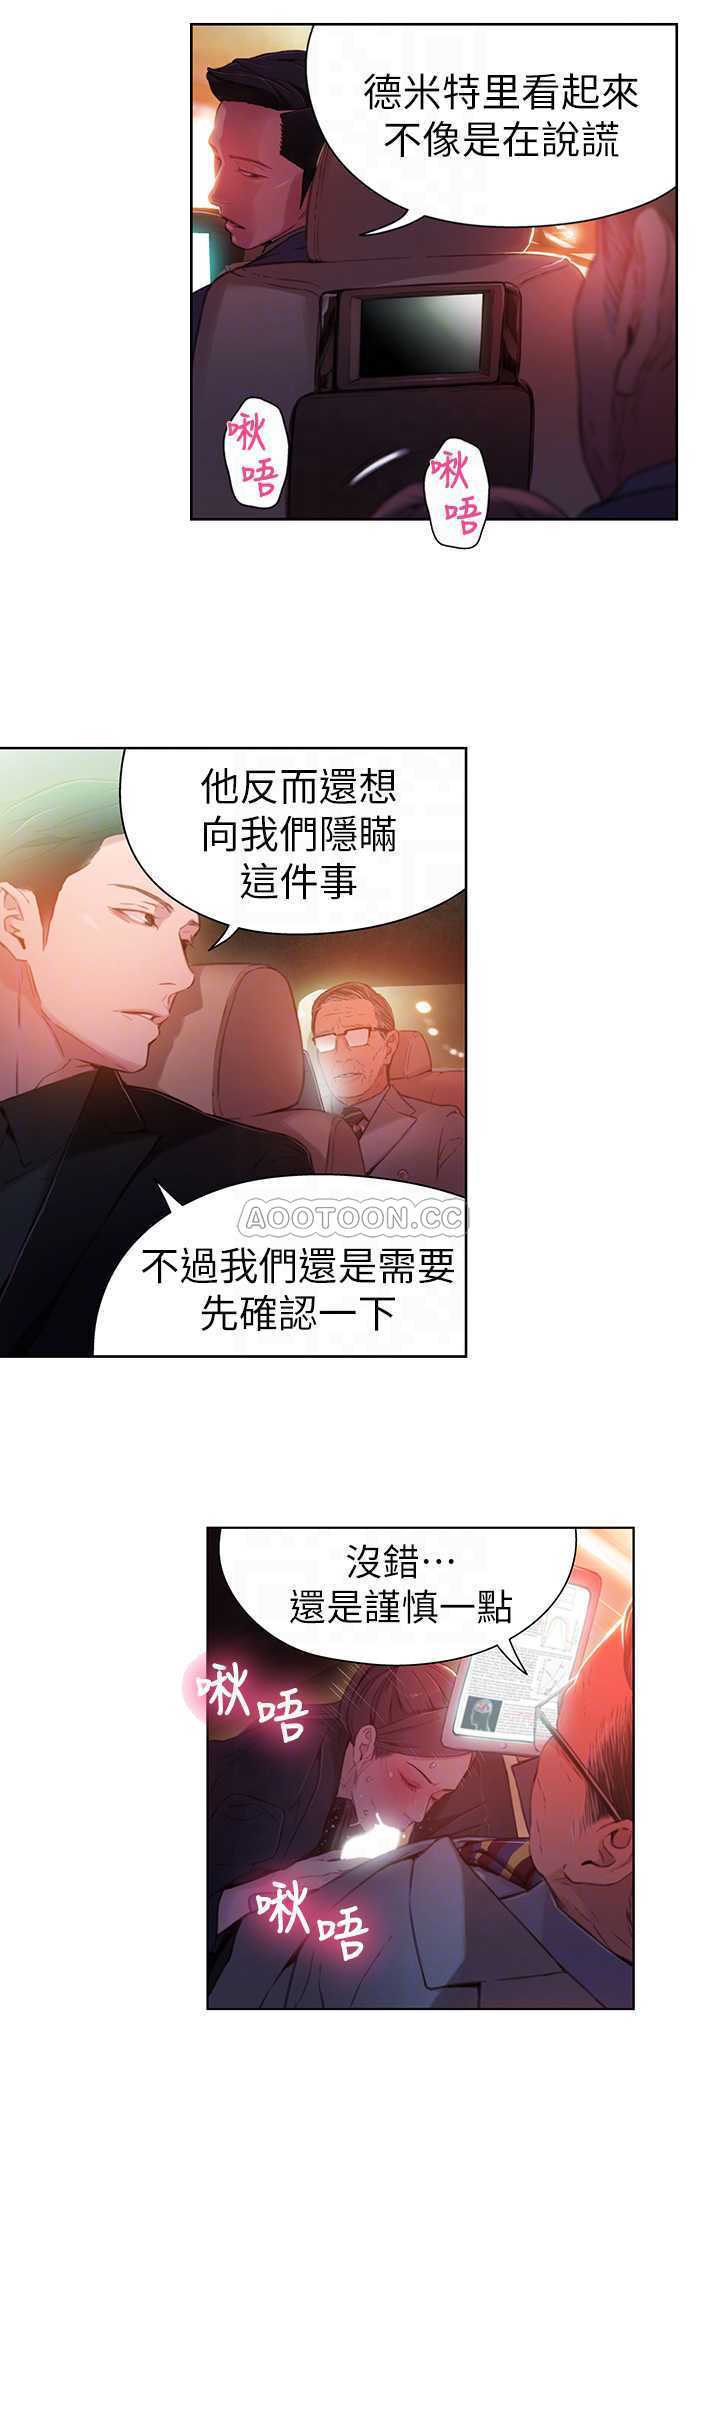 德米特里看起來
不像是在說謊
啾
唔
啾
唔
他反而還想
向我們隱瞞
這件事
AOOTOON.CC
不過我們還是需要
先確認一下
沒錯…
還是謹慎一點
啾唔
啾唔